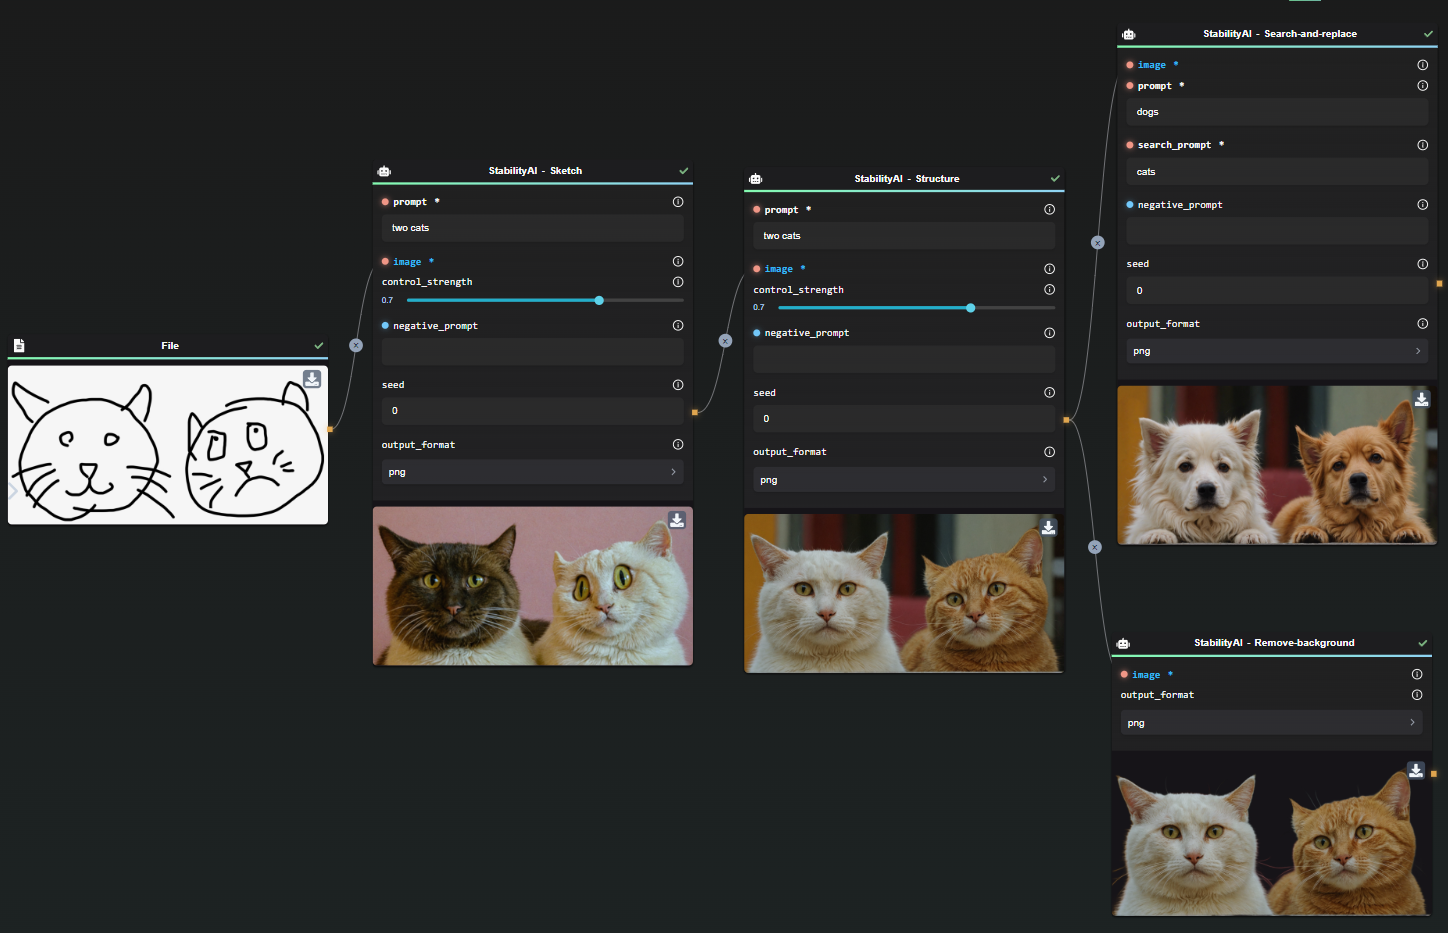 File
StabilityAI - Sketch
prompt *
two cats
image *
control_strength
0.7
negative_prompt
seed
0
output_format
png
StabilityAI - Structure
prompt *
two cats
image *
control_strength
0.7
negative_prompt
seed
0
output_format
png
StabilityAI - Search-and-replace
image *
prompt *
dogs
search_prompt *
cats
negative_prompt
seed
0
output_format
png
StabilityAI - Remove-background
image *
output_format
png